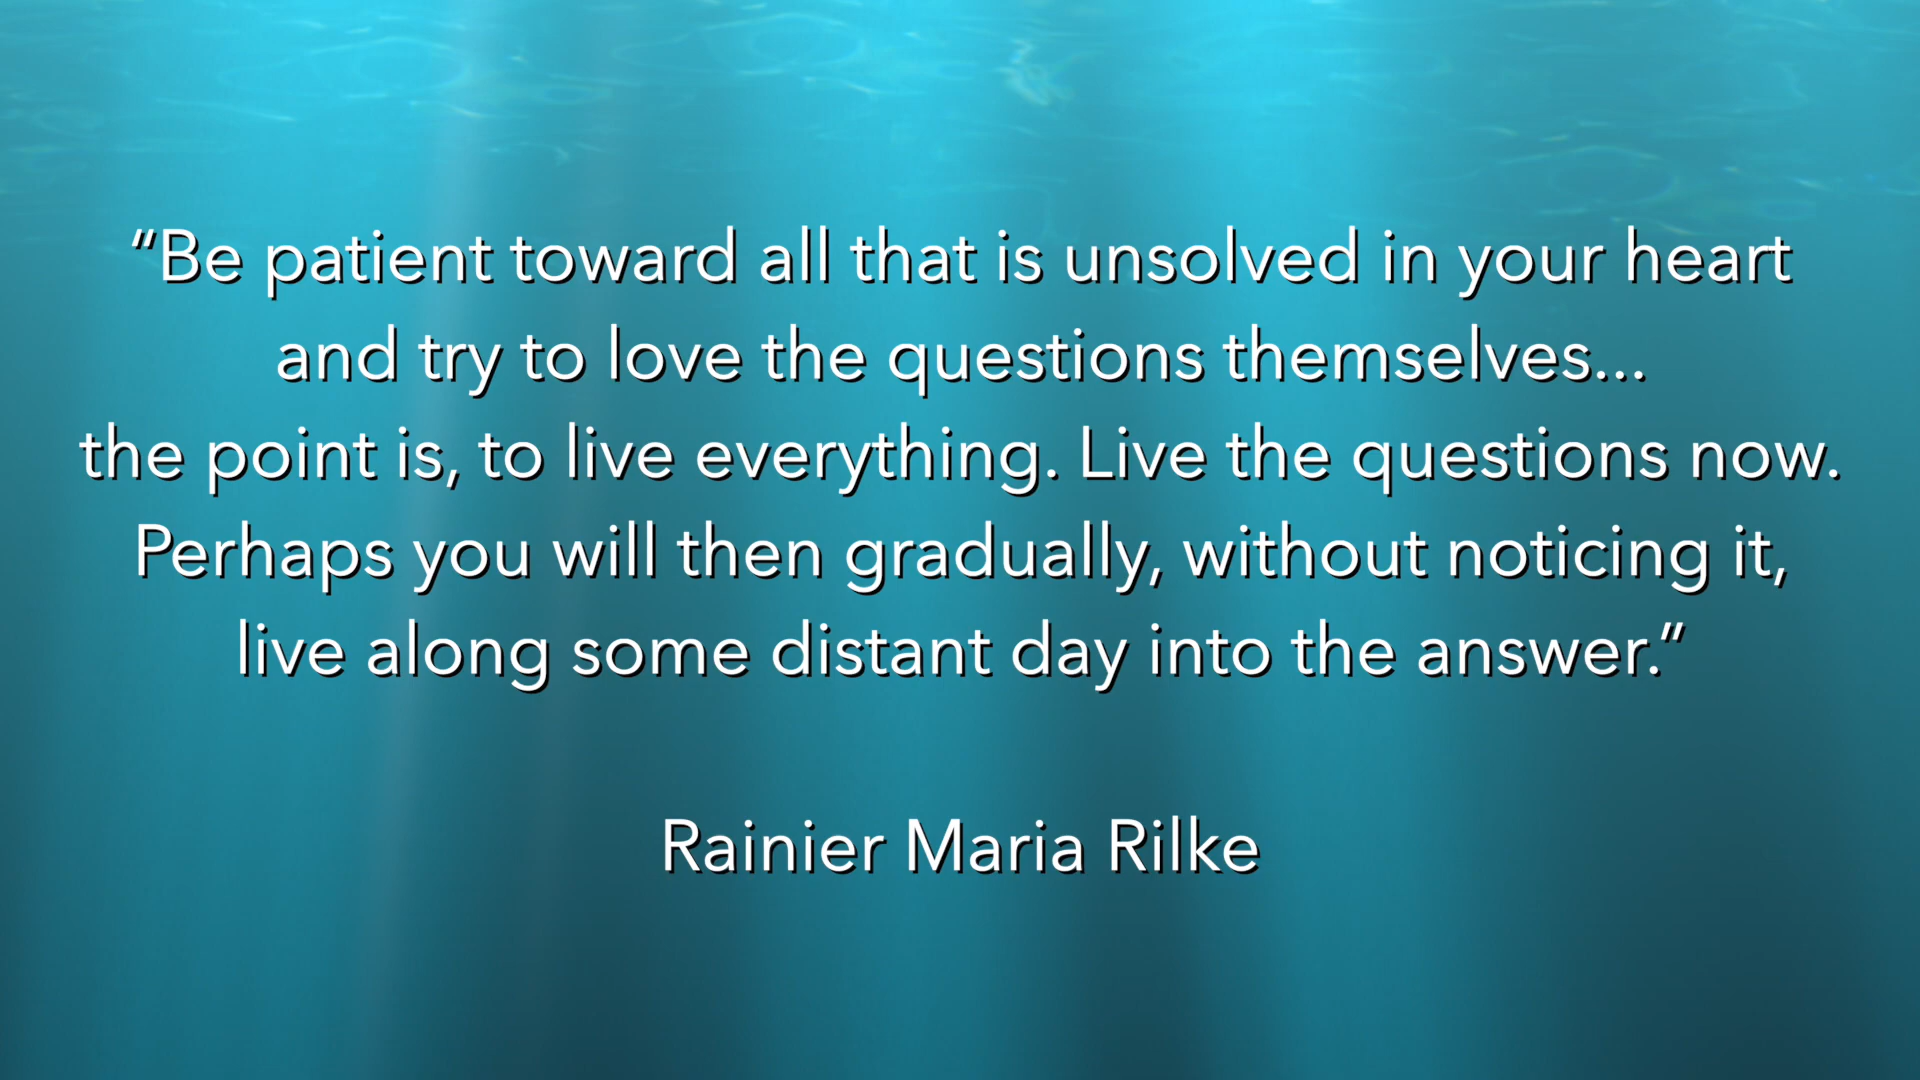 “Be patient toward all that is unsolved in your heart
and try to love the questions themselves...
the point is, to live everything. Live the questions now.
Perhaps you will then gradually, without noticing it,
live along some distant day into the answer.”
Rainier Maria Rilke